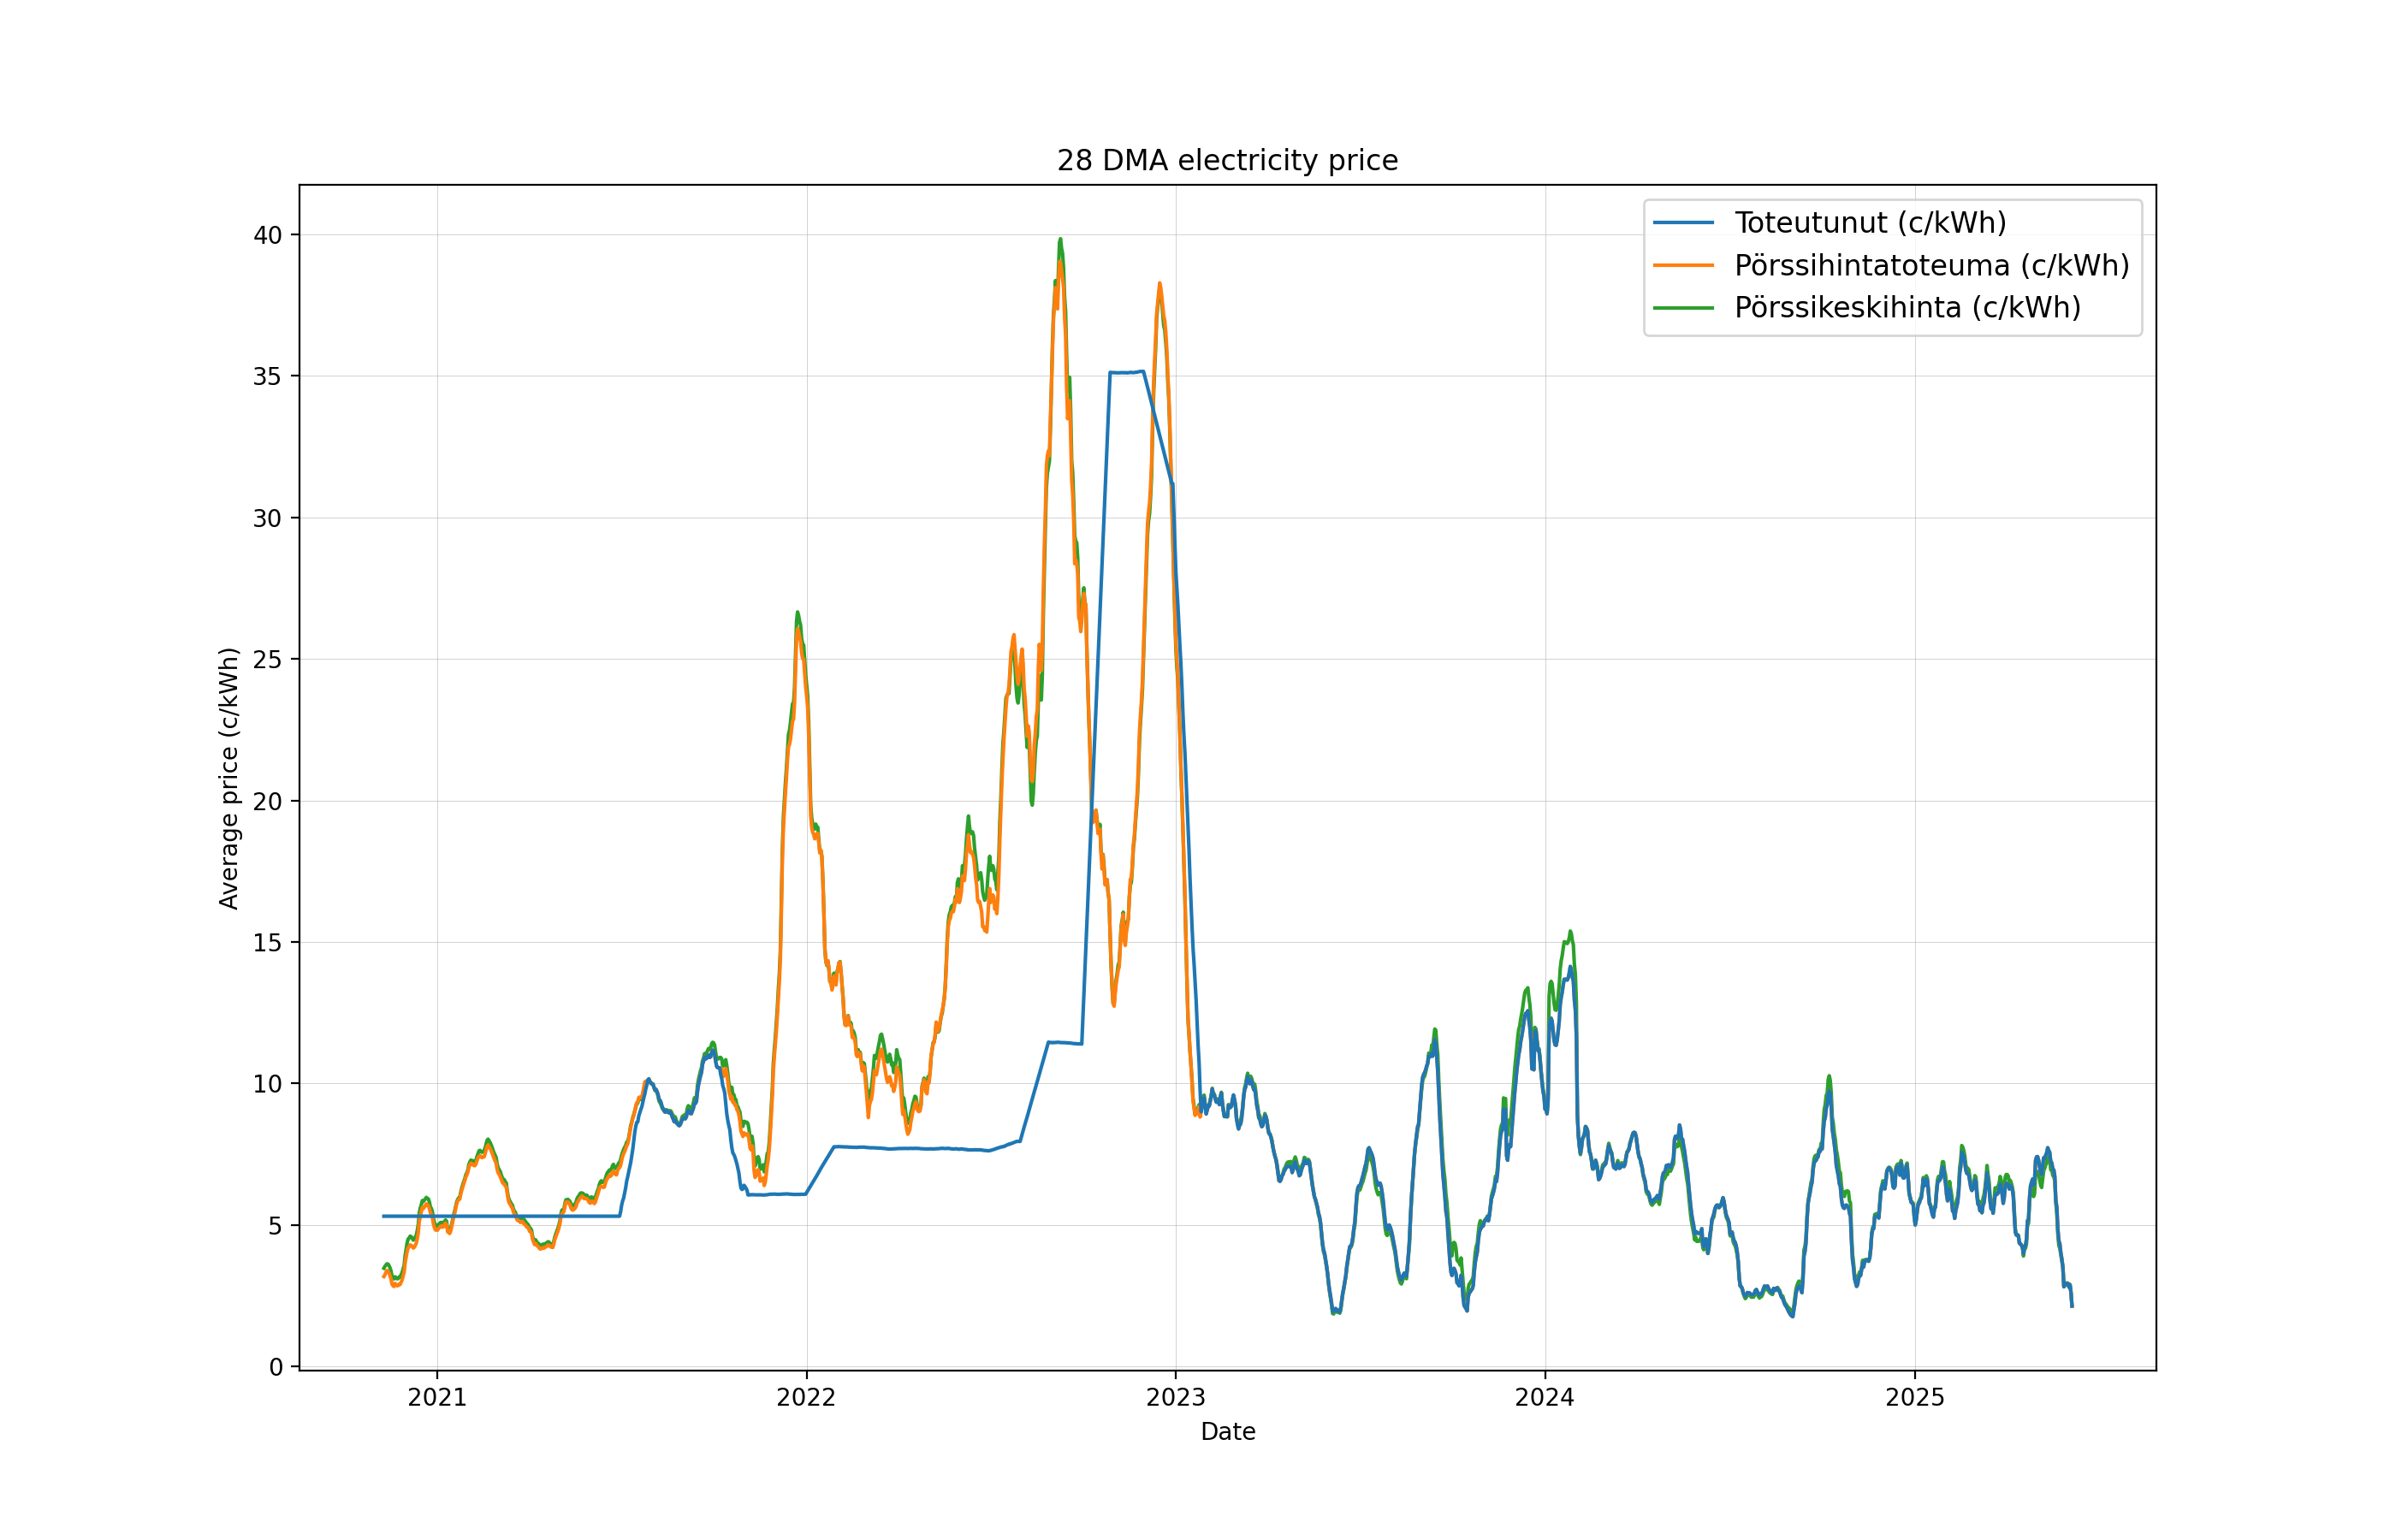 28 DMA electricity price
Toteutunut (c/kWh)
Pörssihintatoteuma (c/kWh)
Pörssikeskihinta (c/kWh)
Average price (c/kWh)
40
35
30
25
20
15
10
5
0
2021
2022
2023
2024
2025
Date